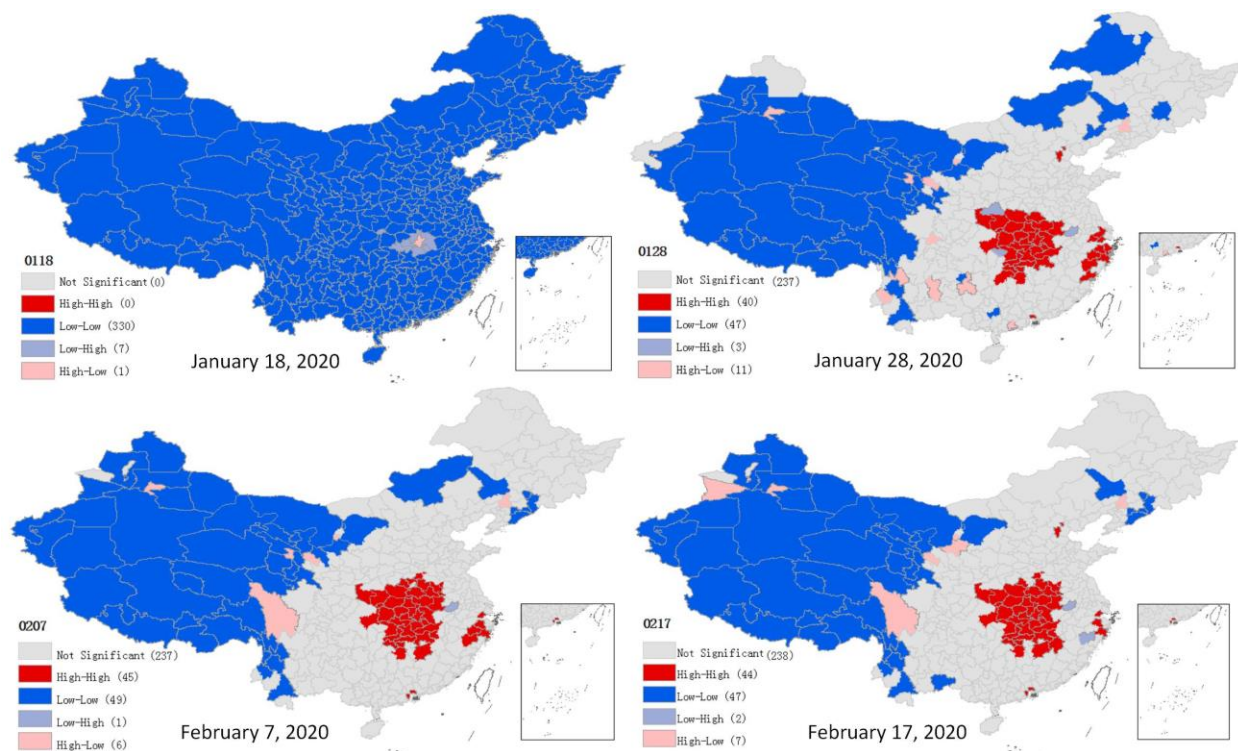 0118
Not Significant(0)
High-High (0)
Low-Low (330)
Low-High (7)
High-Low (1)
January 18, 2020
0128
Not Significant (237)
High-High (40)
Low-Low (47)
Low-High (3)
High-Low (11)
January 28, 2020
0207
Not Significant (237)
High-High (45)
Low-Low (49)
Low-High (1)
High-Low (6)
February 7, 2020
0217
Not Significant (238)
High-High (44)
Low-Low (47)
Low-High (2)
High-Low (7)
February 17, 2020